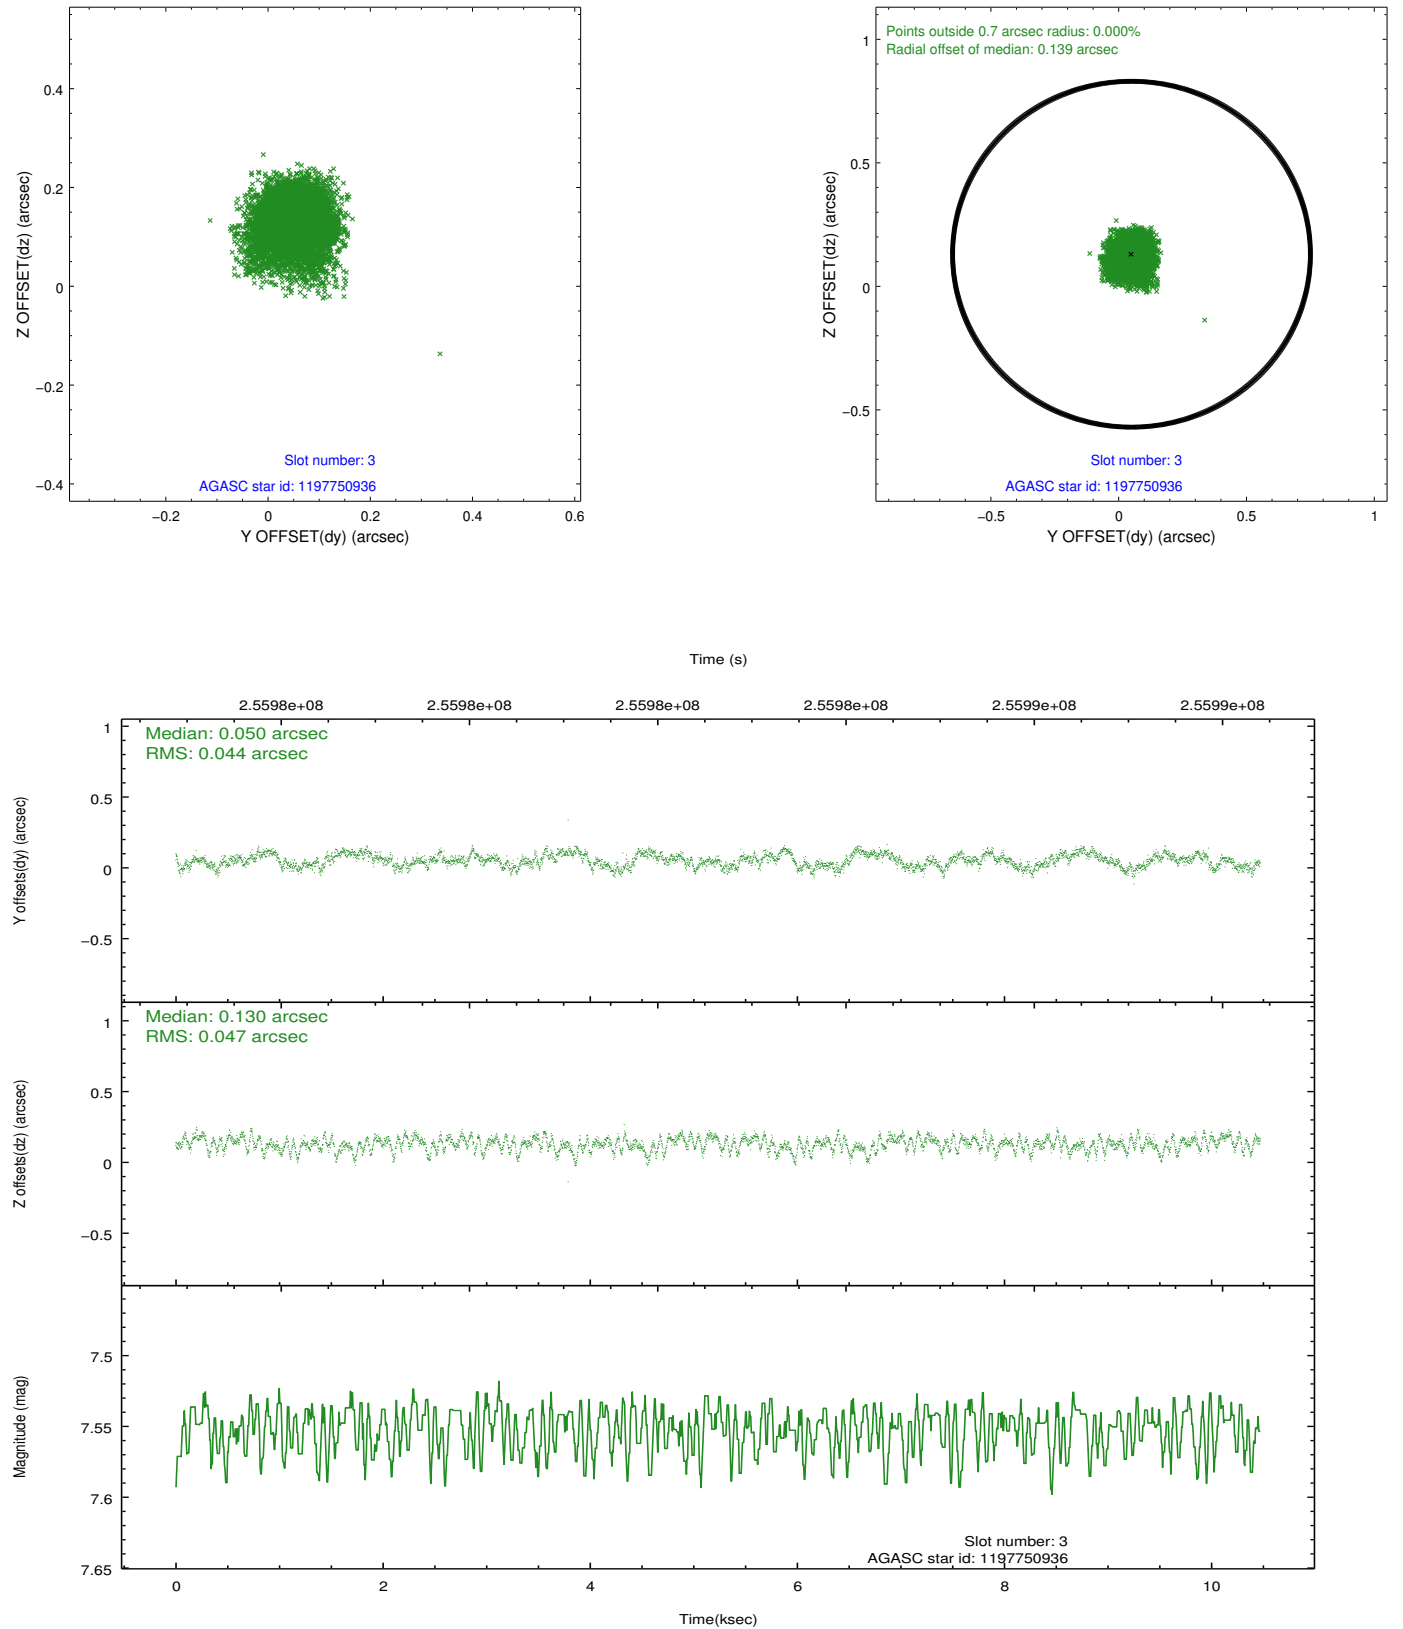 0.4
0.2
0
−0.2
−0.4
Z OFFSET(dz) (arcsec)
Slot number: 3
AGASC star id: 1197750936
−0.2 0 0.2 0.4 0.6
Y OFFSET(dy) (arcsec)
Points outside 0.7 arcsec radius: 0.000%
Radial offset of median: 0.139 arcsec
1
0.5
0
−0.5
Z OFFSET(dz) (arcsec)
Slot number: 3
AGASC star id: 1197750936
−0.5 0 0.5 1
Y OFFSET(dy) (arcsec)
Time (s)
2.5598e+08 2.5598e+08 2.5598e+08 2.5598e+08 2.5599e+08 2.5599e+08
Median: 0.050 arcsec
RMS: 0.044 arcsec
1
0.5
0
−0.5
Y offsets(dy) (arcsec)
Median: 0.130 arcsec
RMS: 0.047 arcsec
1
0.5
0
−0.5
Z offsets(dz) (arcsec)
7.5
7.55
7.6
7.65
Magnitude (mag)
Slot number: 3
AGASC star id: 1197750936
0 2 4 6 8 10
Time(ksec)